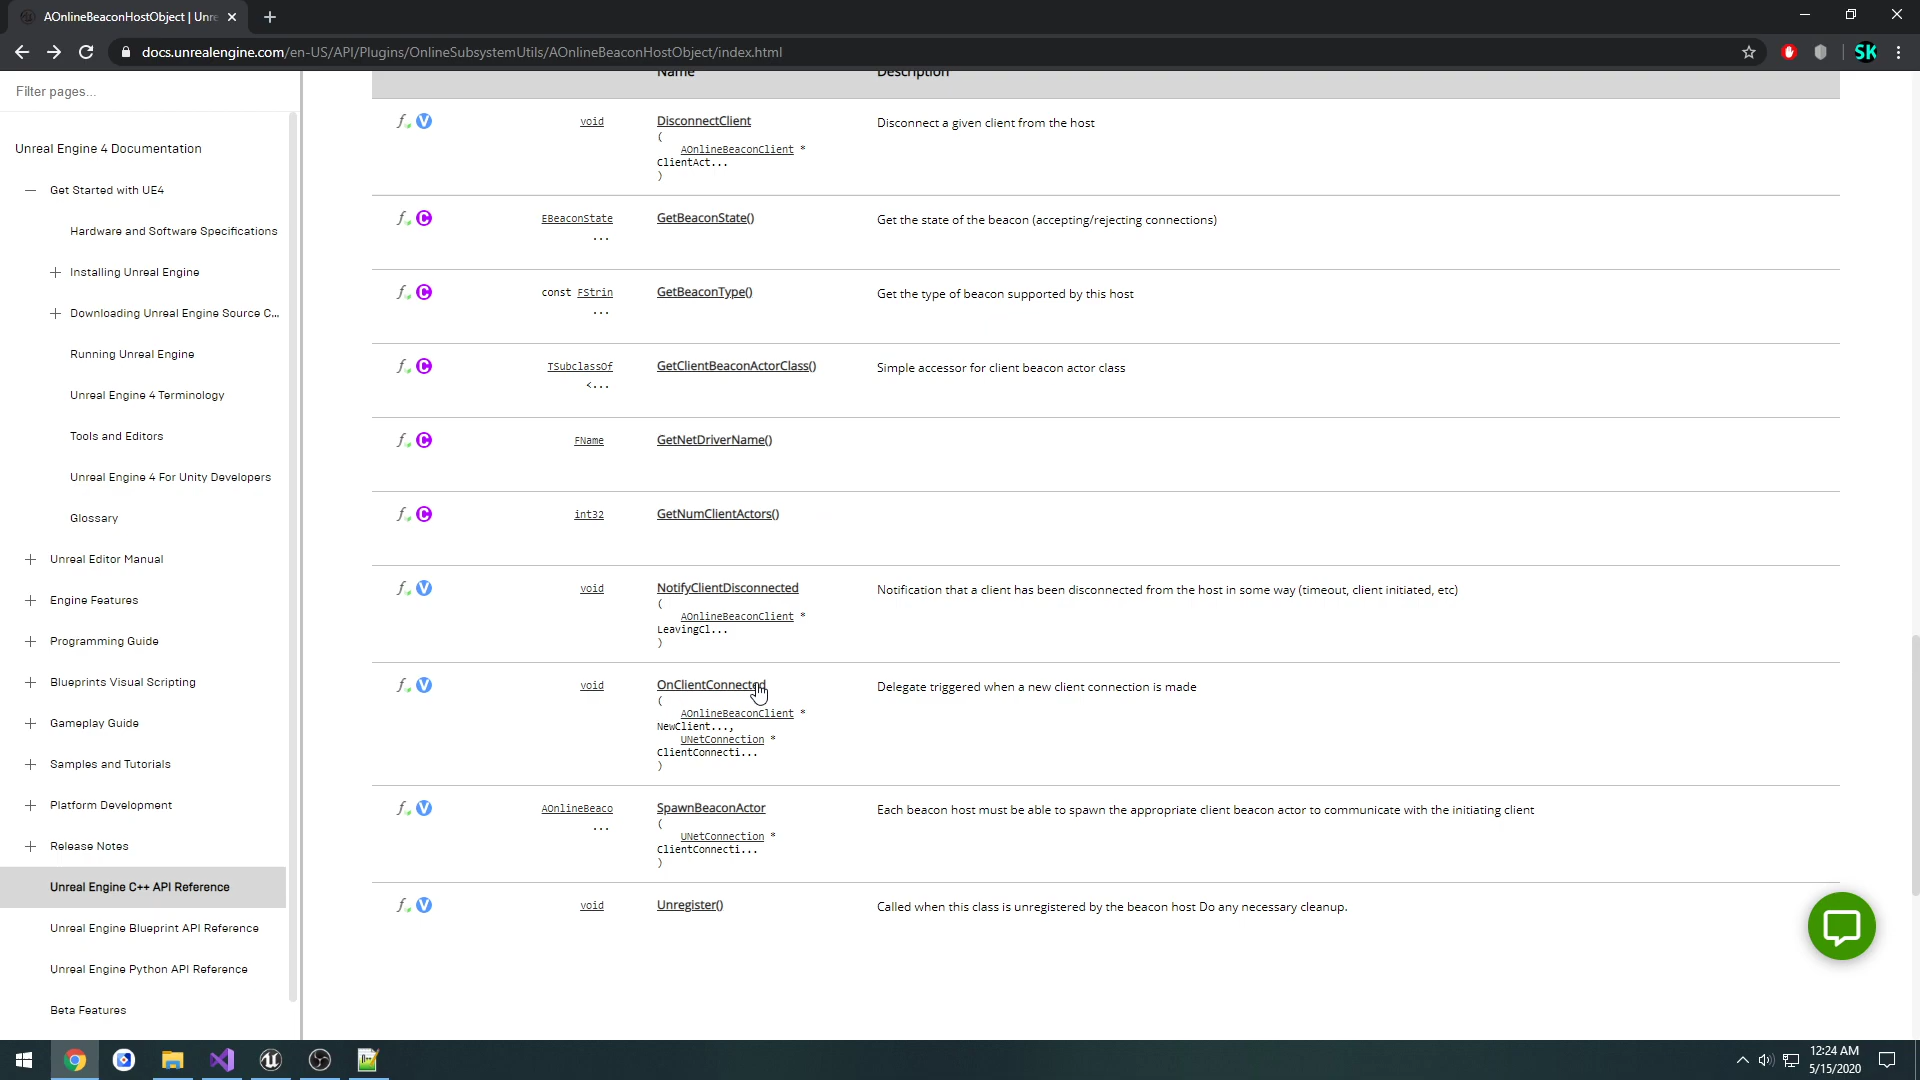 AOnlineBeaconHostObject | Unre
docs.unrealengine.com/en-US/API/Plugins/OnlineSubsystemUtils/AOnlineBeaconHostObject/index.html
SK
Filter pages...
Unreal Engine 4 Documentation
Get Started with UE4
Hardware and Software Specifications
Installing Unreal Engine
Downloading Unreal Engine Source C...
Running Unreal Engine
Unreal Engine 4 Terminology
Tools and Editors
Unreal Engine 4 For Unity Developers
Glossary
Unreal Editor Manual
Engine Features
Programming Guide
Blueprints Visual Scripting
Gameplay Guide
Samples and Tutorials
Platform Development
Release Notes
Unreal Engine C++ API Reference
Unreal Engine Blueprint API Reference
Unreal Engine Python API Reference
Beta Features
Name Description
f V void DisconnectClient Disconnect a given client from the host
(
AOnlineBeaconClient *
ClientAct...
)
f C EBeaconState GetBeaconState() Get the state of the beacon (accepting/rejecting connections)
...
f C const FStrin GetBeaconType() Get the type of beacon supported by this host
...
f C TSubclassOf GetClientBeaconActorClass() Simple accessor for client beacon actor class
<...
f C FName GetNetDriverName()
f C int32 GetNumClientActors()
f V void NotifyClientDisconnected Notification that a client has been disconnected from the host in some way (timeout, client initiated, etc)
(
AOnlineBeaconClient *
LeavingCl...
)
f V void OnClientConnected Delegate triggered when a new client connection is made
(
AOnlineBeaconClient *
NewClient...,
UNetConnection *
ClientConnecti...
)
f V AOnlineBeaco SpawnBeaconActor Each beacon host must be able to spawn the appropriate client beacon actor to communicate with the initiating client
...
(
UNetConnection *
ClientConnecti...
)
f V void Unregister() Called when this class is unregistered by the beacon host Do any necessary cleanup.
12:24 AM
5/15/2020